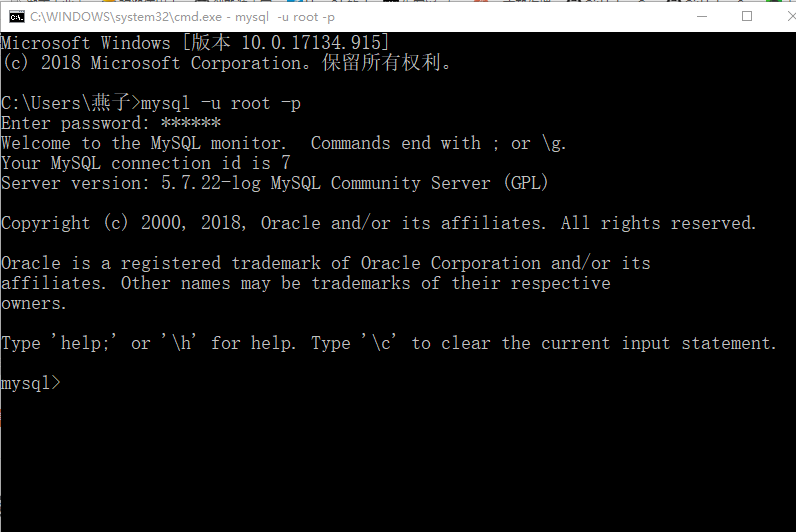 C:\WINDOWS\system32\cmd.exe - mysql  -u root -p
Microsoft Windows [版本 10.0.17134.915]
(c) 2018 Microsoft Corporation。保留所有权利。
C:\Users\燕子>mysql -u root -p
Enter password: ******
Welcome to the MySQL monitor.  Commands end with ; or \g.
Your MySQL connection id is 7
Server version: 5.7.22-log MySQL Community Server (GPL)
Copyright (c) 2000, 2018, Oracle and/or its affiliates. All rights reserved.
Oracle is a registered trademark of Oracle Corporation and/or its
affiliates. Other names may be trademarks of their respective
owners.
Type 'help;' or '\h' for help. Type '\c' to clear the current input statement.
mysql>